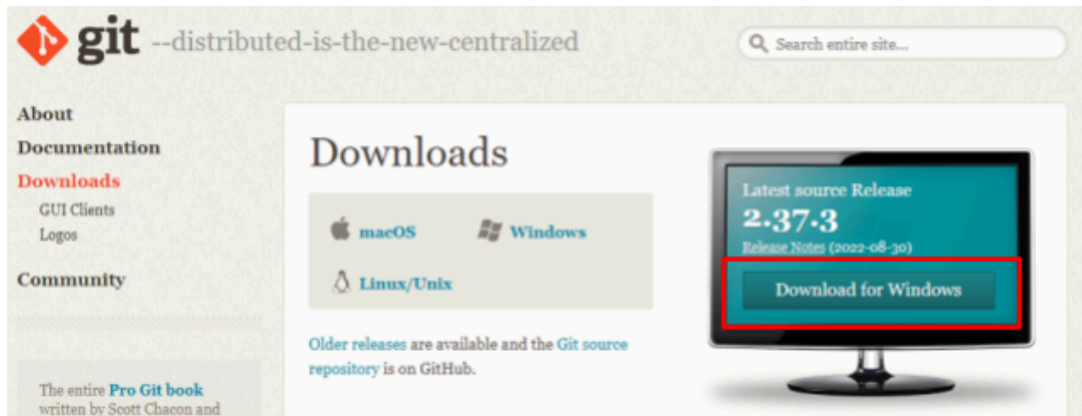 git --distributed-is-the-new-centralized
Search entire site...
About
Documentation
Downloads
GUI Clients
Logos
Community
The entire Pro Git book
written by Scott Chacon and
Downloads
macOS
Windows
Linux/Unix
Older releases are available and the Git source
repository is on GitHub.
Latest source Release
2.37.3
Release Notes (2022-08-30)
Download for Windows